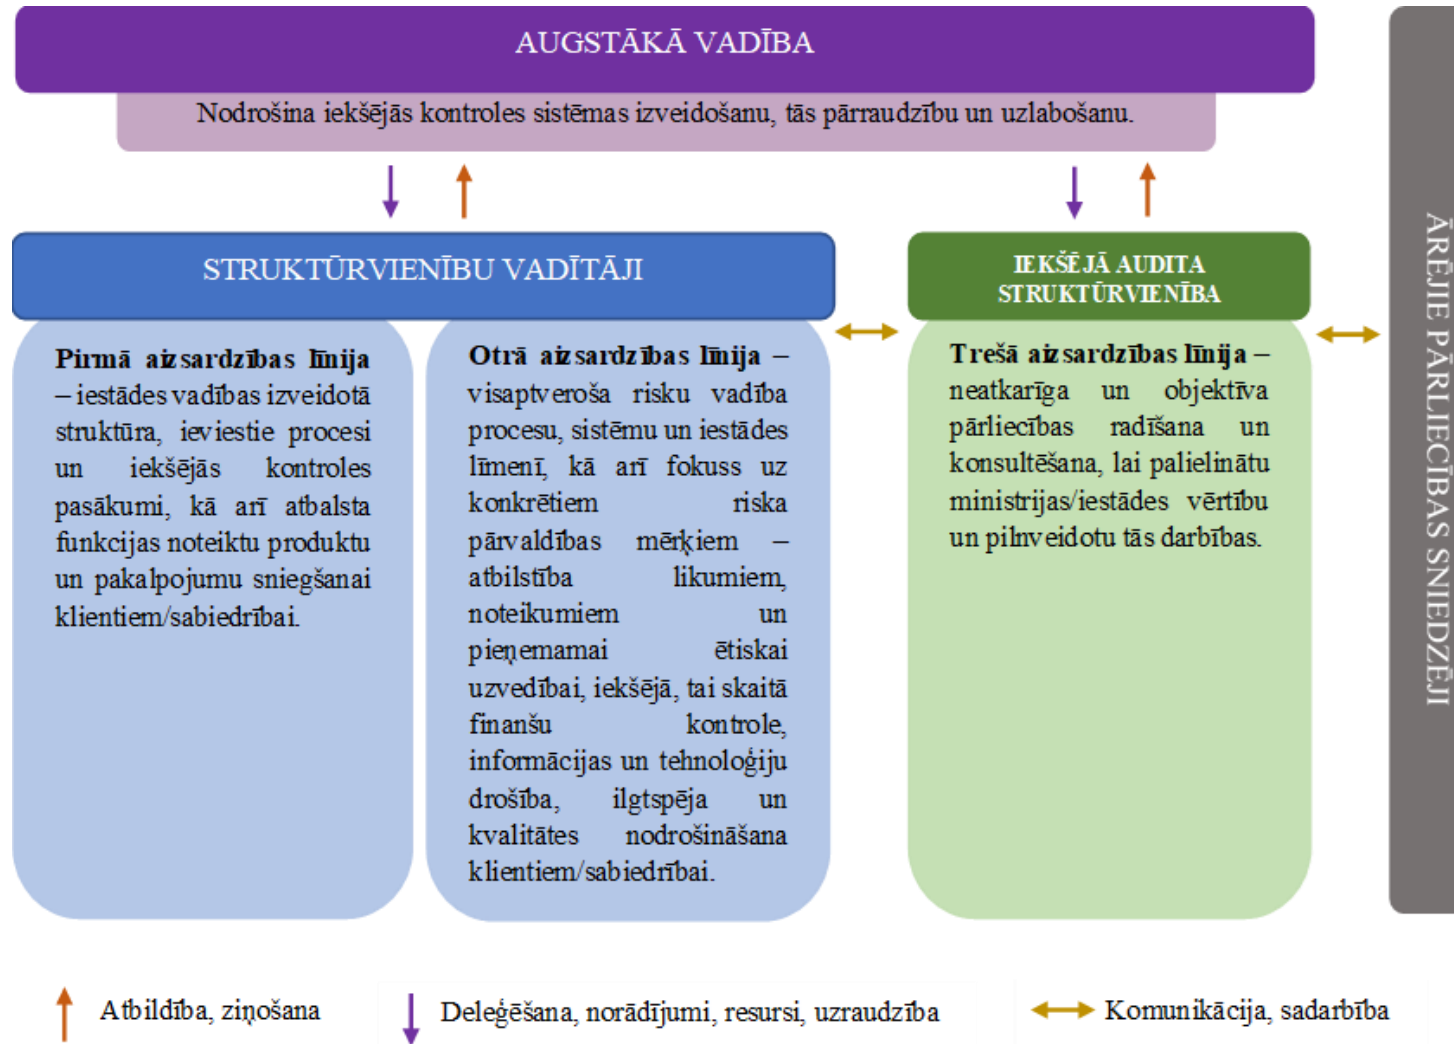 AUGSTĀKĀ VADĪBA
Nodrošina iekšējās kontroles sistēmas izveidošanu, tās pārraudzību un uzlabošanu.
STRUKTŪRVIENĪBU VADĪTĀJI
Pirmā aizsardzības līnija
– iestādes vadības izveidotā
struktūra, ieviestie procesi
un iekšējās kontroles
pasākumi, kā arī atbalsta
funkcijas noteiktu produktu
un pakalpojumu sniegšanai
klientiem/sabiedrībai.
Otrā aizsardzības līnija –
visaptveroša risku vadība
procesu, sistēmu un iestādes
līmenī, kā arī fokuss uz
konkrētiem riska
pārvaldības mērķiem –
atbilstība likumiem,
noteikumiem un
pieņemamai ētiskai
uzvedībai, iekšējā, tai skaitā
finanšu kontrole,
informācijas un tehnoloģiju
drošība, ilgtspēja un
kvalitātes nodrošināšana
klientiem/sabiedrībai.
IEKŠĒJĀ AUDITA
STRUKTŪRVIENĪBA
Trešā aizsardzības līnija –
neatkarīga un objektīva
pārliecības radīšana un
konsultēšana, lai palielinātu
ministrijas/iestādes vērtību
un pilnveidotu tās darbības.
ĀRĒJIE PĀRLIECĪBAS SNIEDZĒJI
Atbildība, ziņošana
Deleģēšana, norādījumi, resursi, uzraudzība
Komunikācija, sadarbība